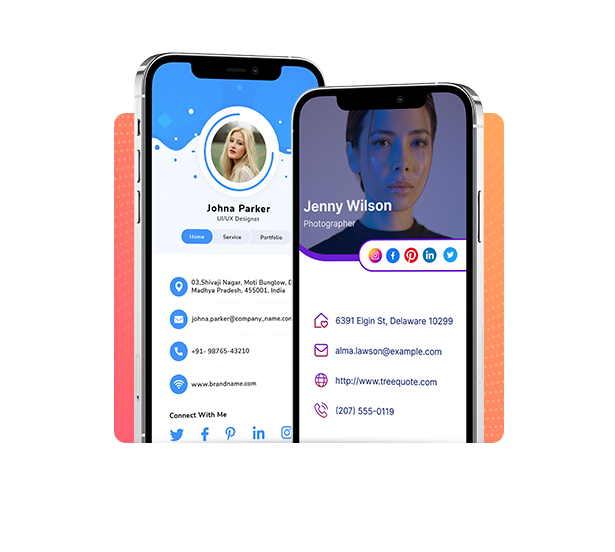 Johna Parker
UI/UX Designer
Home Service Portfolio
03,Shivaji Nagar, Moti Bunglow,
Madhya Pradesh, 455001, India
johna.parker@company_name.con
+91- 98765-43210
www.brandname.com
Connect With Me
Jenny Wilson
Photographer
6391 Elgin St, Delaware 10299
alma.lawson@example.com
http://www.treequote.com
(207) 555-0119